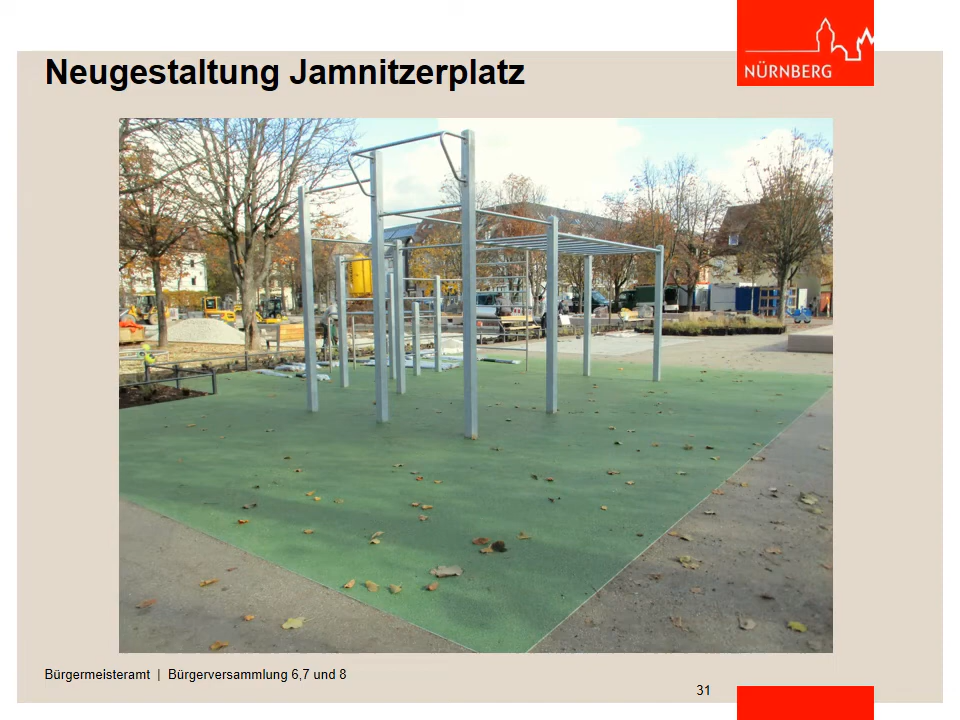 Neugestaltung Jamnitzerplatz
NÜRNBERG
Bürgermeisteramt | Bürgerversammlung 6,7 und 8
31